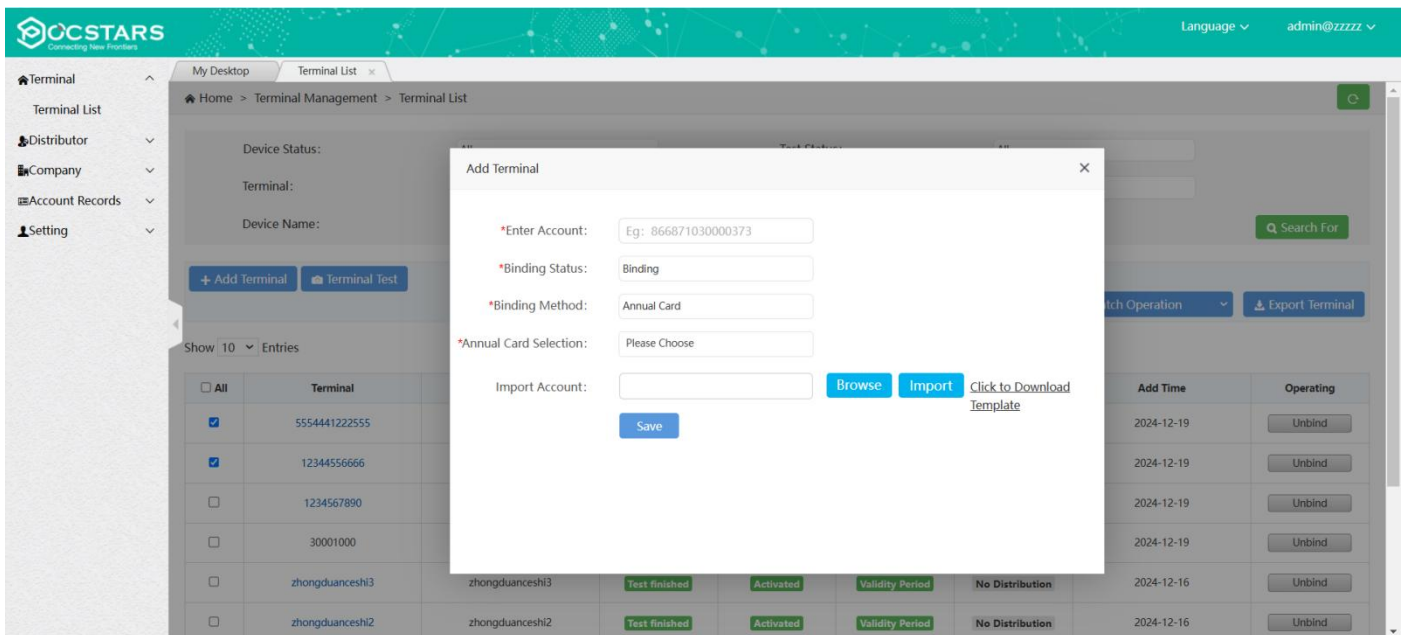 POCSTARS
Connecting New Frontiers
Language
admin@zzzzz
Terminal
Terminal List
Distributor
Company
Account Records
Setting
My Desktop
Terminal List ×
Home > Terminal Management > Terminal List
Device Status:
Terminal:
Device Name:
Search For
+ Add Terminal
Terminal Test
Operation
Export Terminal
Show 10 Entries
Add Terminal ×
*Enter Account: Eg: 866871030000373
*Binding Status: Binding
*Binding Method: Annual Card
*Annual Card Selection: Please Choose
Import Account: Browse Import Click to Download
Template
Save
All Terminal Add Time Operating
5554441222555 2024-12-19 Unbind
12344556666 2024-12-19 Unbind
1234567890 2024-12-19 Unbind
30001000 2024-12-19 Unbind
zhongduanceshi3 zhongduanceshi3 Test finished Activated Validity Period No Distribution 2024-12-16 Unbind
zhongduanceshi2 zhongduanceshi2 Test finished Activated Validity Period No Distribution 2024-12-16 Unbind